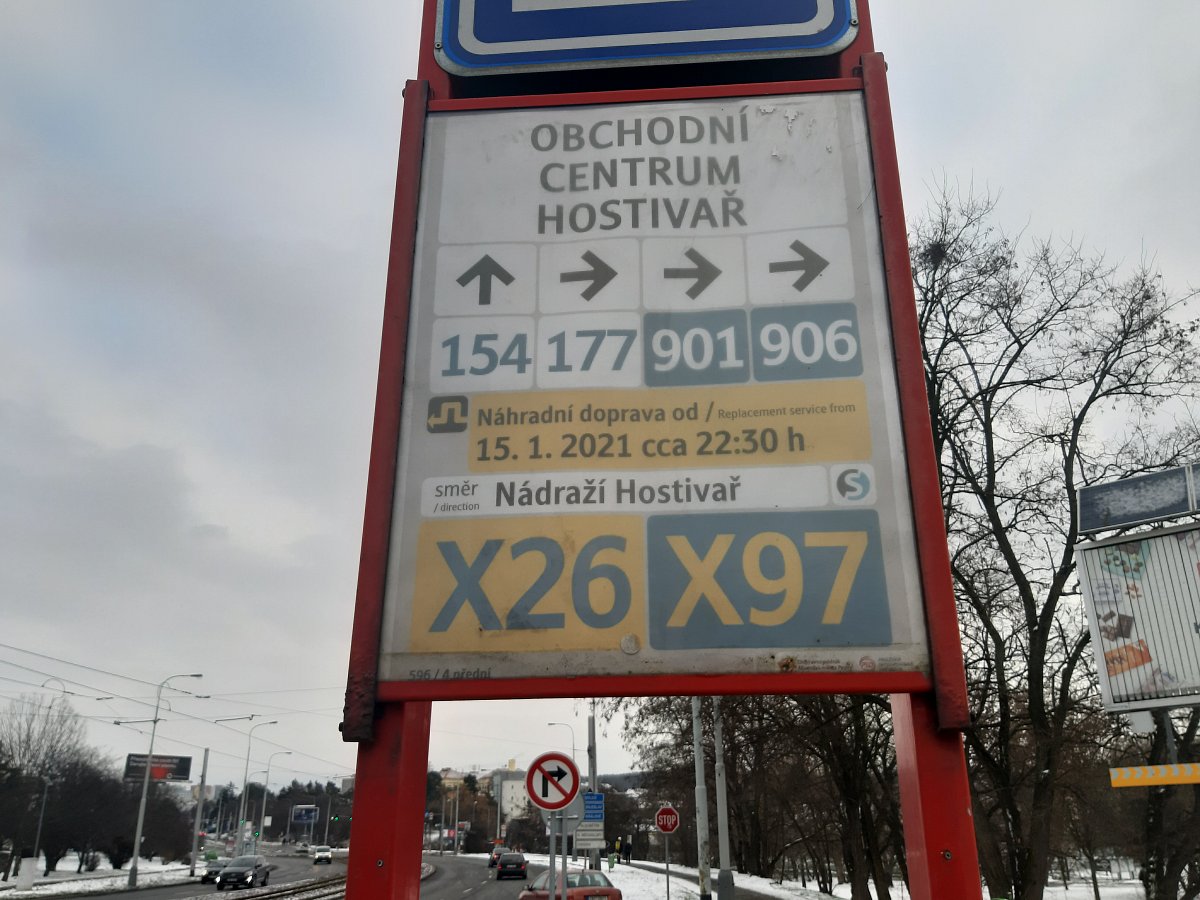 OBCHODNÍ
CENTRUM
HOSTIVAŘ
154 177 901 906
Náhradní doprava od / Replacement service from
15. 1. 2021 cca 22:30 h
směr Nádraží Hostivař S
/ direction
X26 X97
596 / 4 přední
STOP